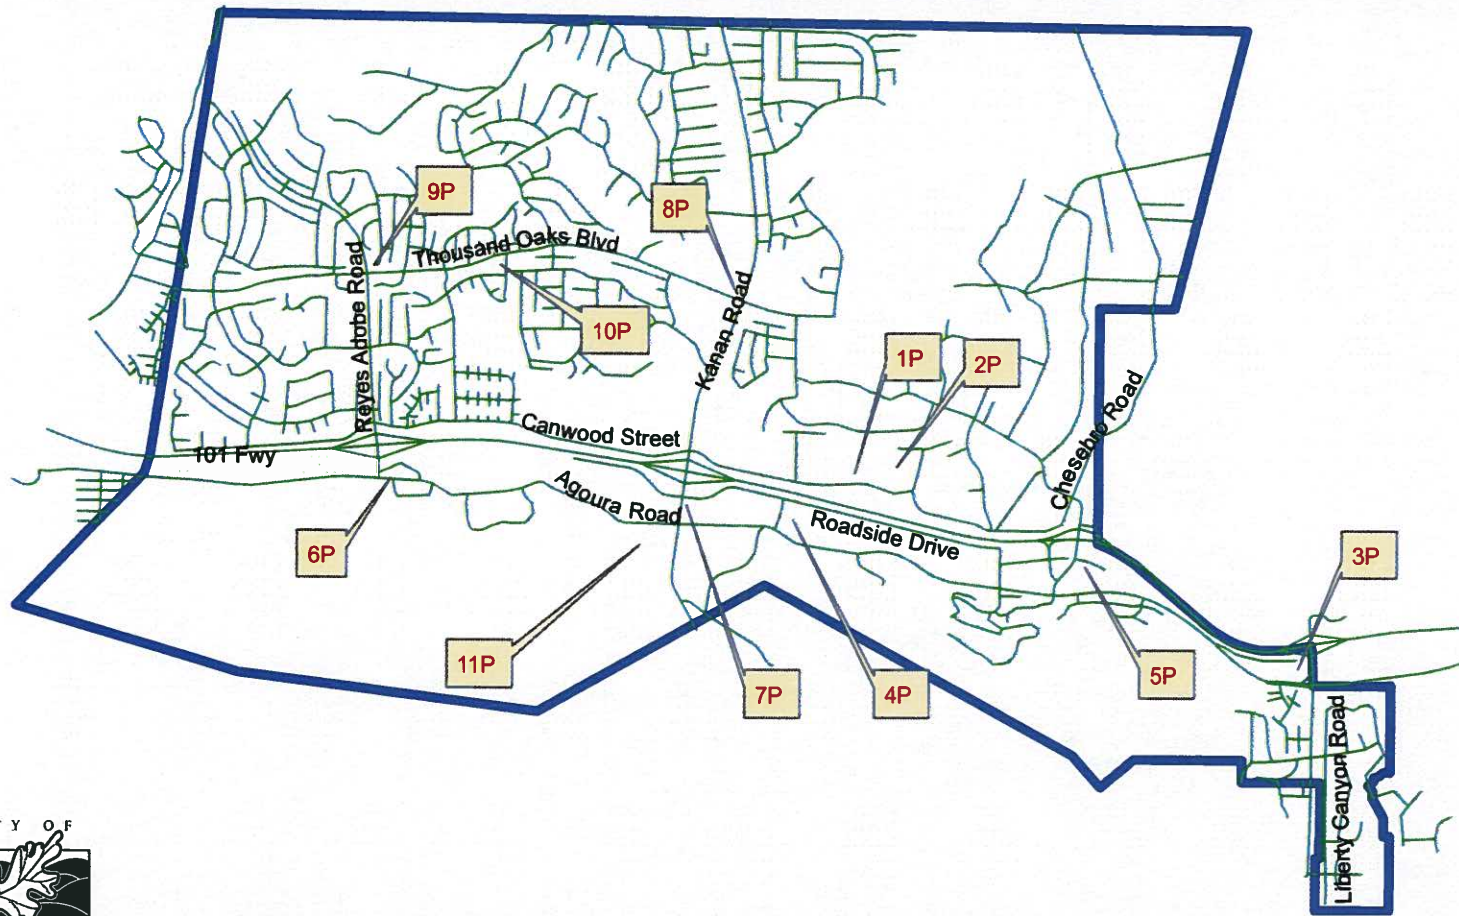 9P
8P
Thousand Oaks Blvd
Reyes Adobe Road
10P
Kanan Road
1P
2P
Chesebro Road
Canwood Street
101 Fwy
Agoura Road
Roadside Drive
6P
3P
11P
7P
4P
5P
Liberty Canyon Road
Y OF